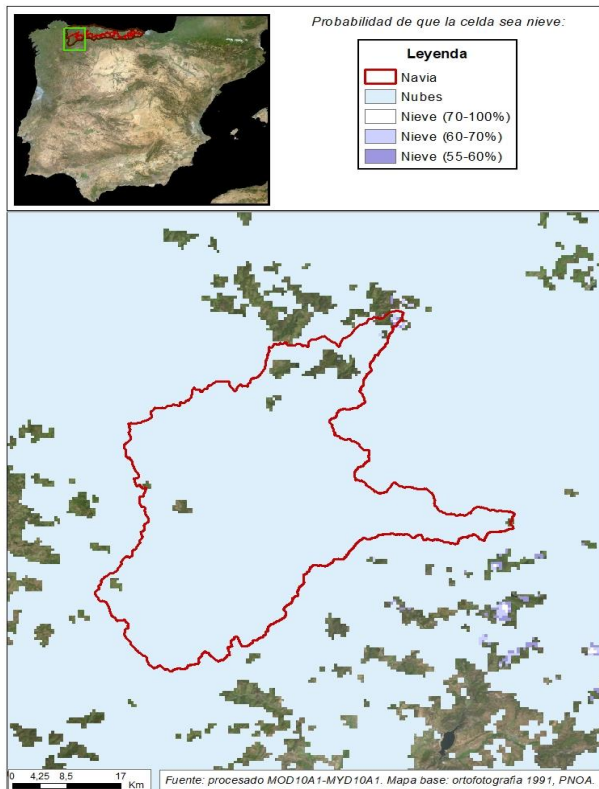 Probabilidad de que la celda sea nieve:
Leyenda
Navia
Nubes
Nieve (70-100%)
Nieve (60-70%)
Nieve (55-60%)
0 4,25 8,5 17
Km
Fuente: procesado MOD10A1-MYD10A1. Mapa base: ortofotografia 1991, PNOA.